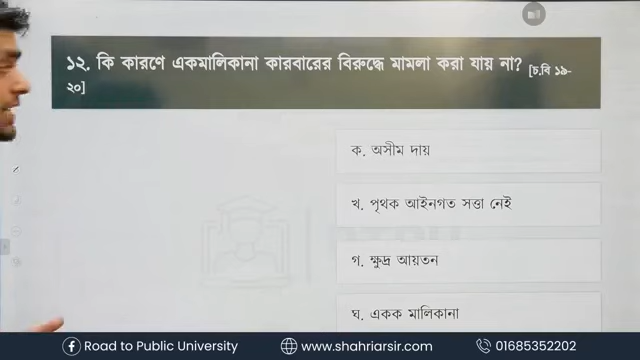 ১২. কি কারণে একমালিকানা কারবারের বিরুদ্ধে মামলা করা যায় না? [চ.বি ১৯-
২০]
ক. অসীম দায়
খ. পৃথক আইনগত সত্তা নেই
গ. ক্ষুদ্র আয়তন
ঘ. একক মালিকানা
Road to Public University www.shahriarsir.com 01685352202